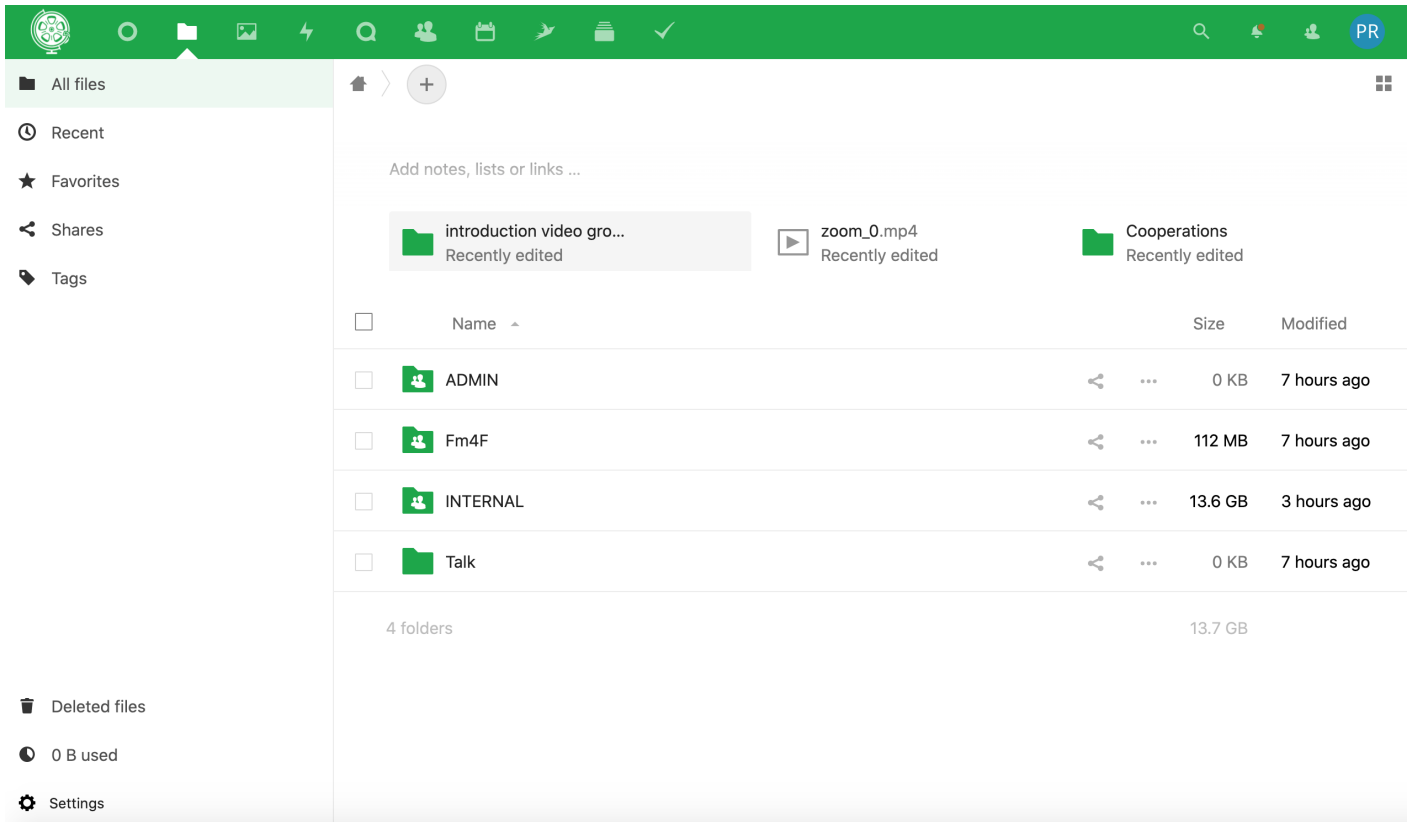 PR
All files
Recent
Favorites
Shares
Tags
Add notes, lists or links ...
introduction video gro...
Recently edited
zoom_0.mp4
Recently edited
Cooperations
Recently edited
Name Size Modified
ADMIN 0 KB 7 hours ago
Fm4F 112 MB 7 hours ago
INTERNAL 13.6 GB 3 hours ago
Talk 0 KB 7 hours ago
4 folders 13.7 GB
Deleted files
0 B used
Settings